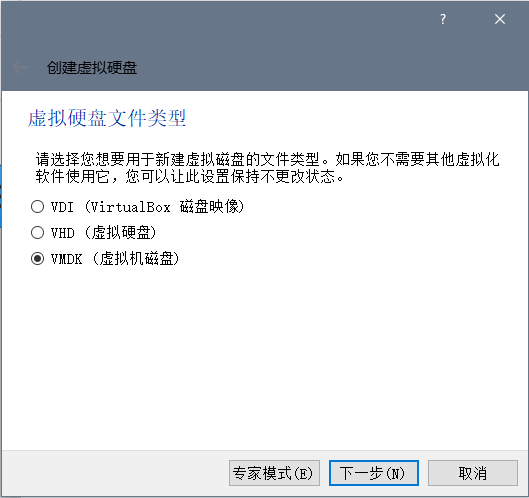 ?
创建虚拟硬盘
虚拟硬盘文件类型
请选择您想要用于新建虚拟磁盘的文件类型。如果您不需要其他虚拟化
软件使用它，您可以让此设置保持不更改状态。
VDI (VirtualBox 磁盘映像)
VHD (虚拟硬盘)
VMDK (虚拟机磁盘)
专家模式(E) 下一步(N) 取消